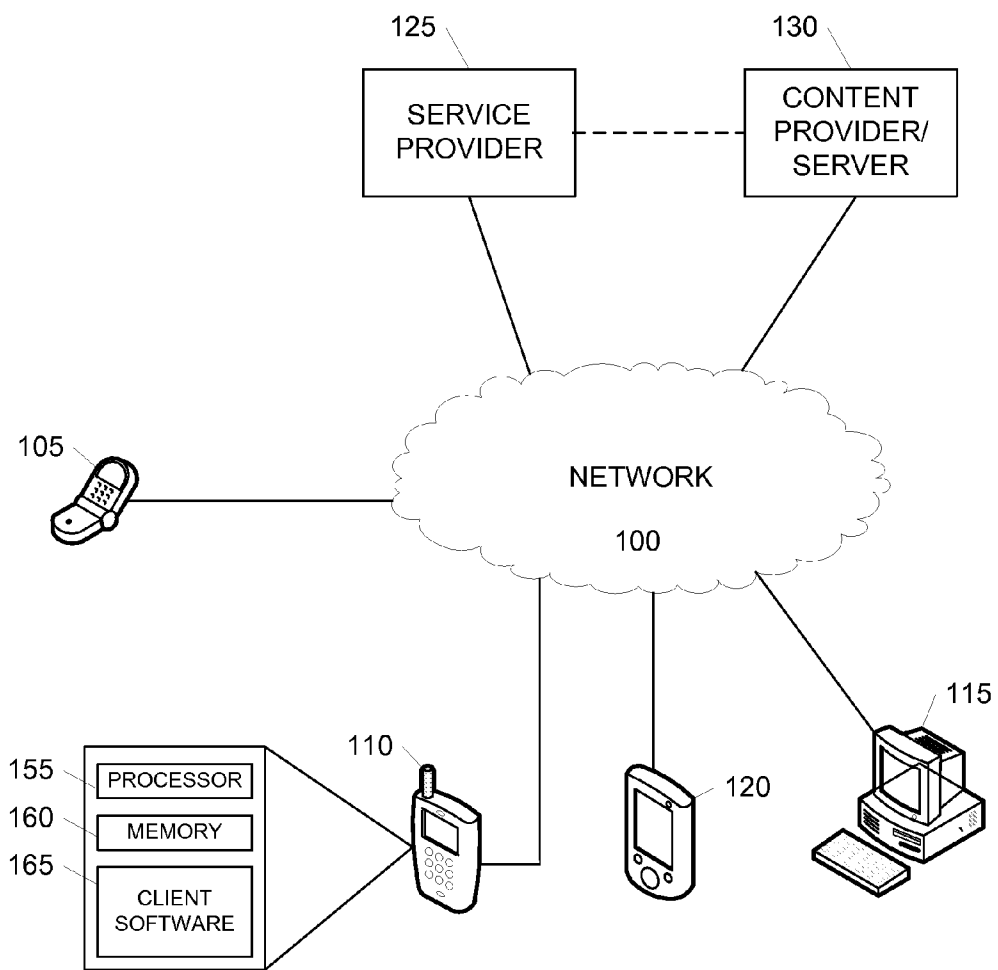 125
130
SERVICE
PROVIDER
CONTENT
PROVIDER/
SERVER
105
NETWORK
100
115
110
120
155
PROCESSOR
160
MEMORY
165
CLIENT
SOFTWARE